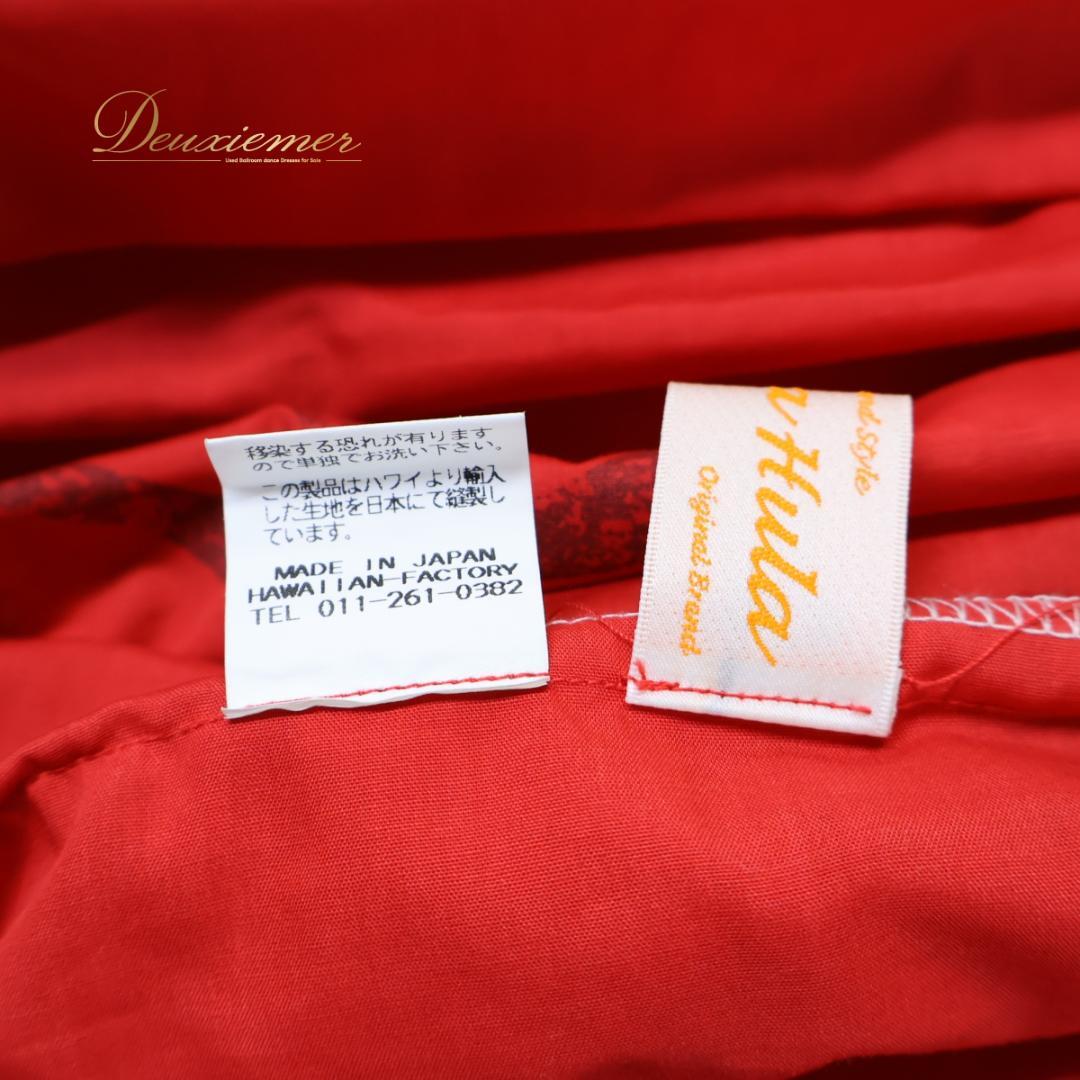 Deuxiemer
Used Ballroom dance Dresses for Sale
移染する恐れが有ります
ので単独でお洗い下さい。
この製品はハワイより輸入
した生地を日本にて縫製し
ています。
MADE IN JAPAN
HAWAIIAN-FACTORY
TEL 011-261-0382
Style
Hula
Original Brand